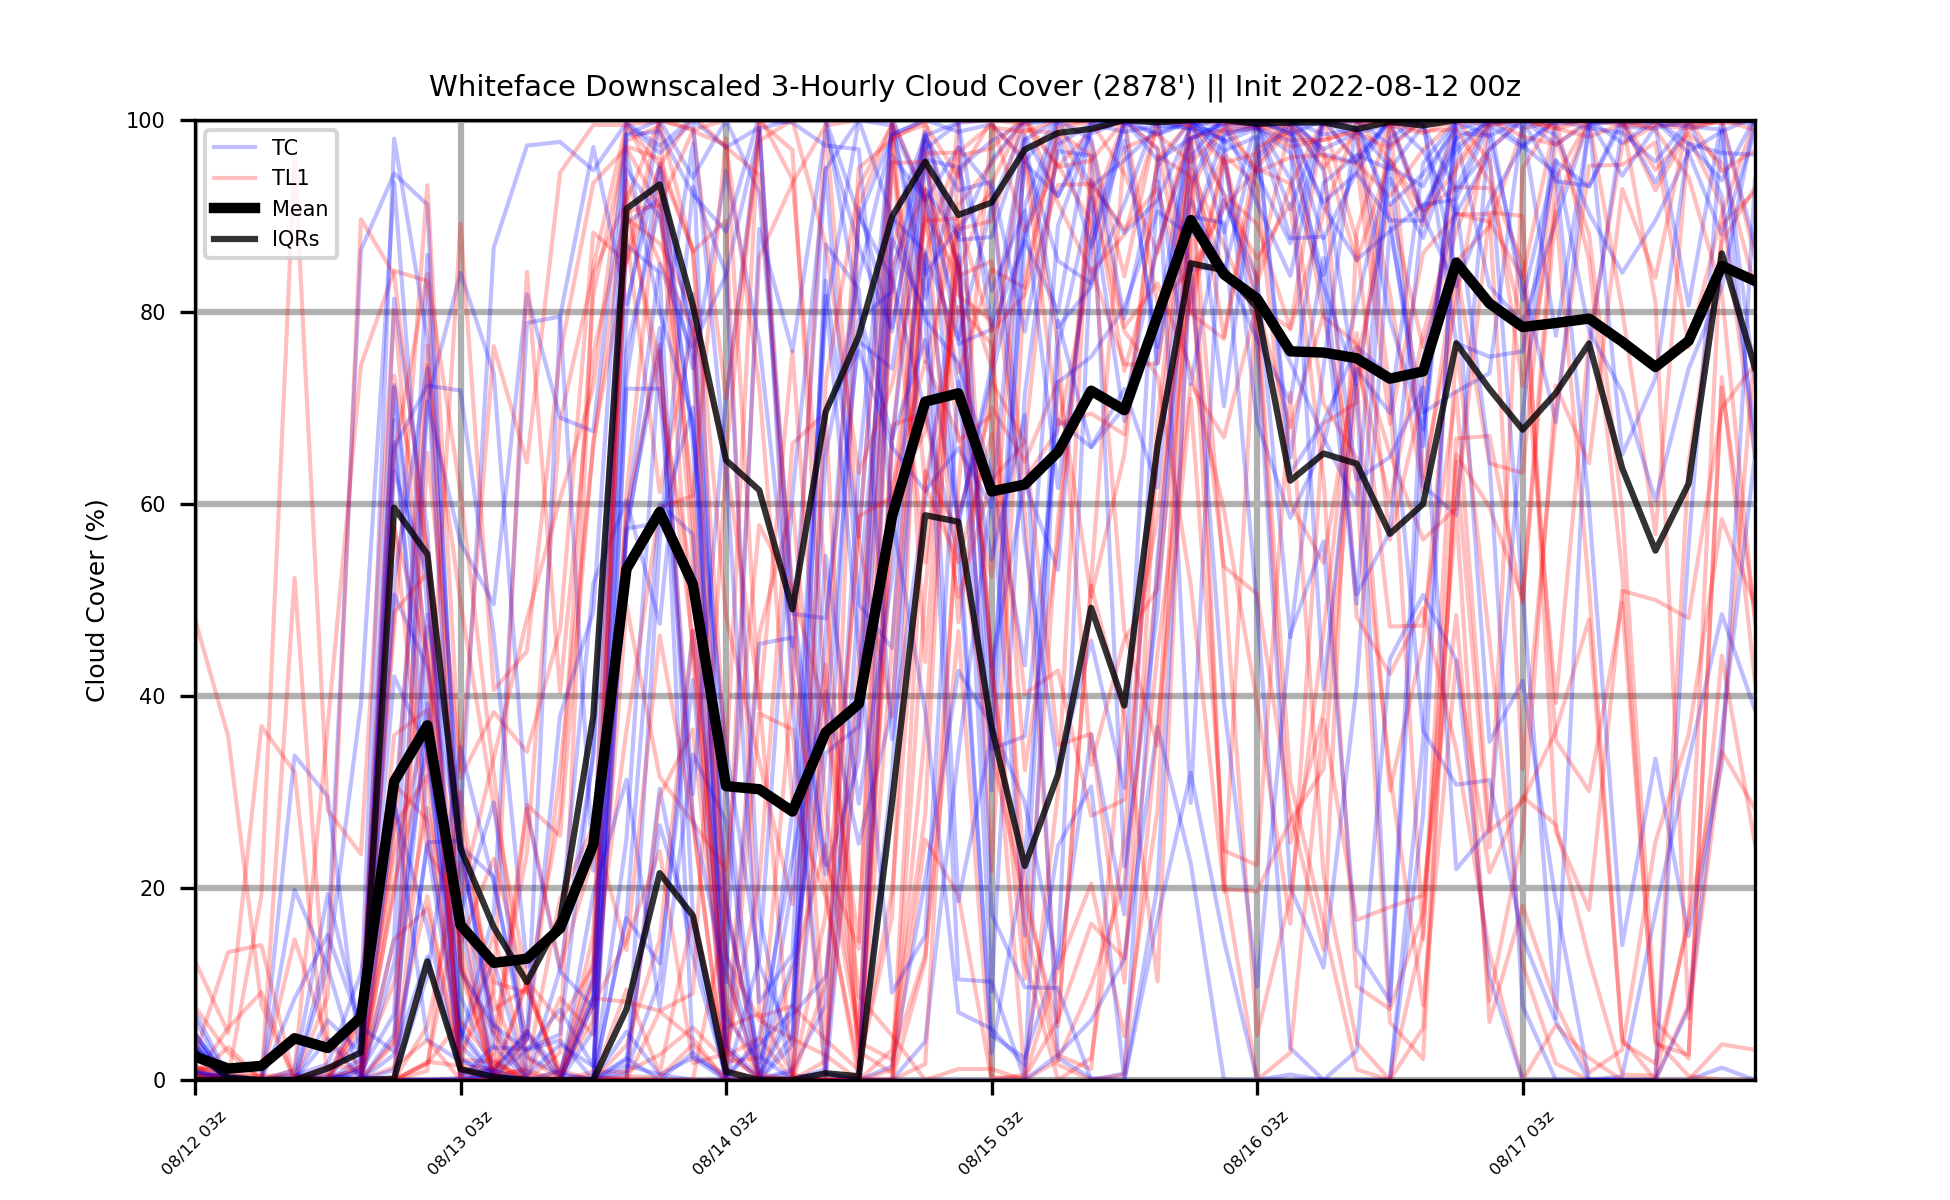 Whiteface Downscaled 3-Hourly Cloud Cover (2878') || Init 2022-08-12 00z
TC
TL1
Mean
IQRs
Cloud Cover (%)
100
80
60
40
20
0
08/12 03z
08/13 03z
08/14 03z
08/15 03z
08/16 03z
08/17 03z